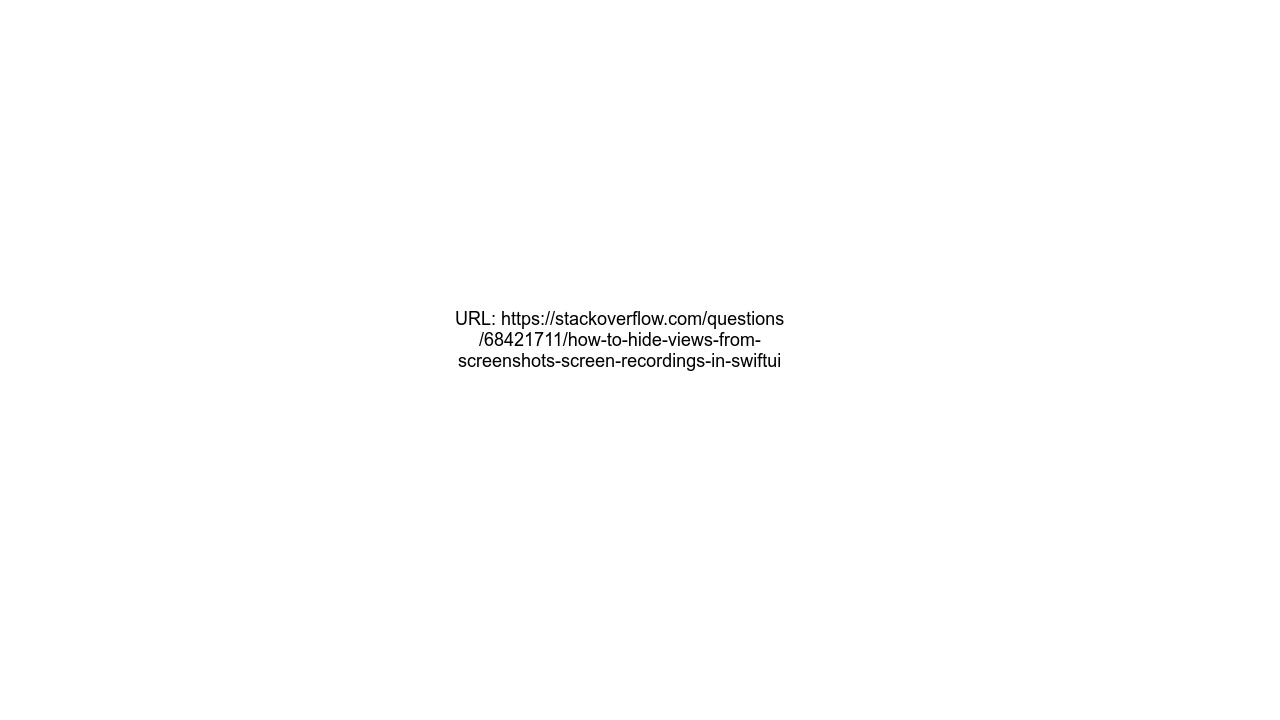 URL: https://stackoverflow.com/questions
/68421711/how-to-hide-views-from-
screenshots-screen-recordings-in-swiftui